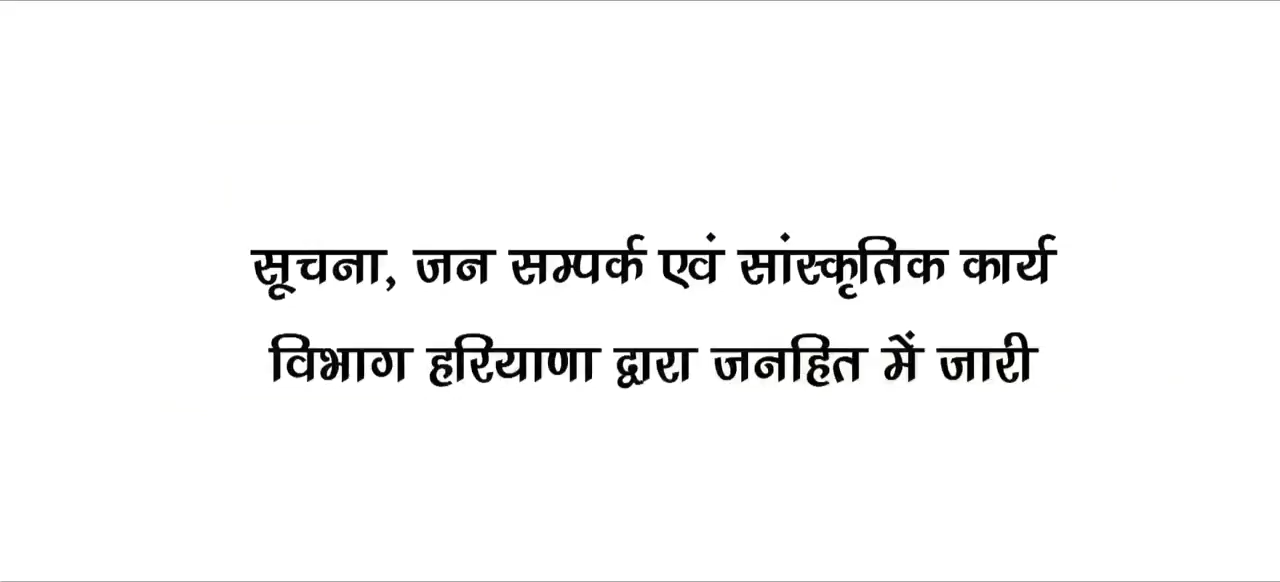 सूचना, जन सम्पर्क एवं सांस्कृतिक कार्य
विभाग हरियाणा द्वारा जनहित में जारी